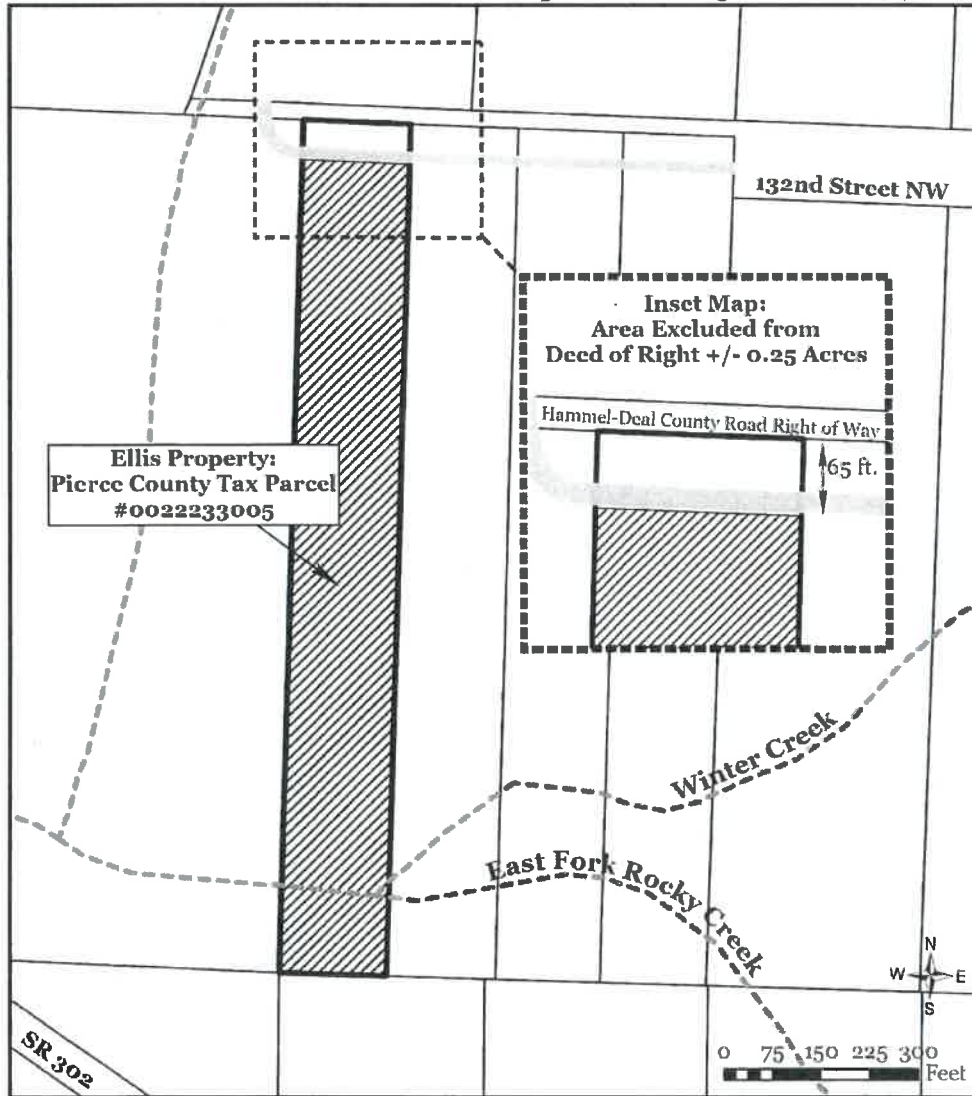 132nd Street NW
Inset Map:
Area Excluded from
Deed of Right +/- 0.25 Acres
Hammel-Deal County Road Right of Way
65 ft.
Ellis Property:
Pierce County Tax Parcel
#0022233005
Winter Creek
East Fork Rocky Creek
N
W E
S
SR 302
0 75 150 225 300
Feet